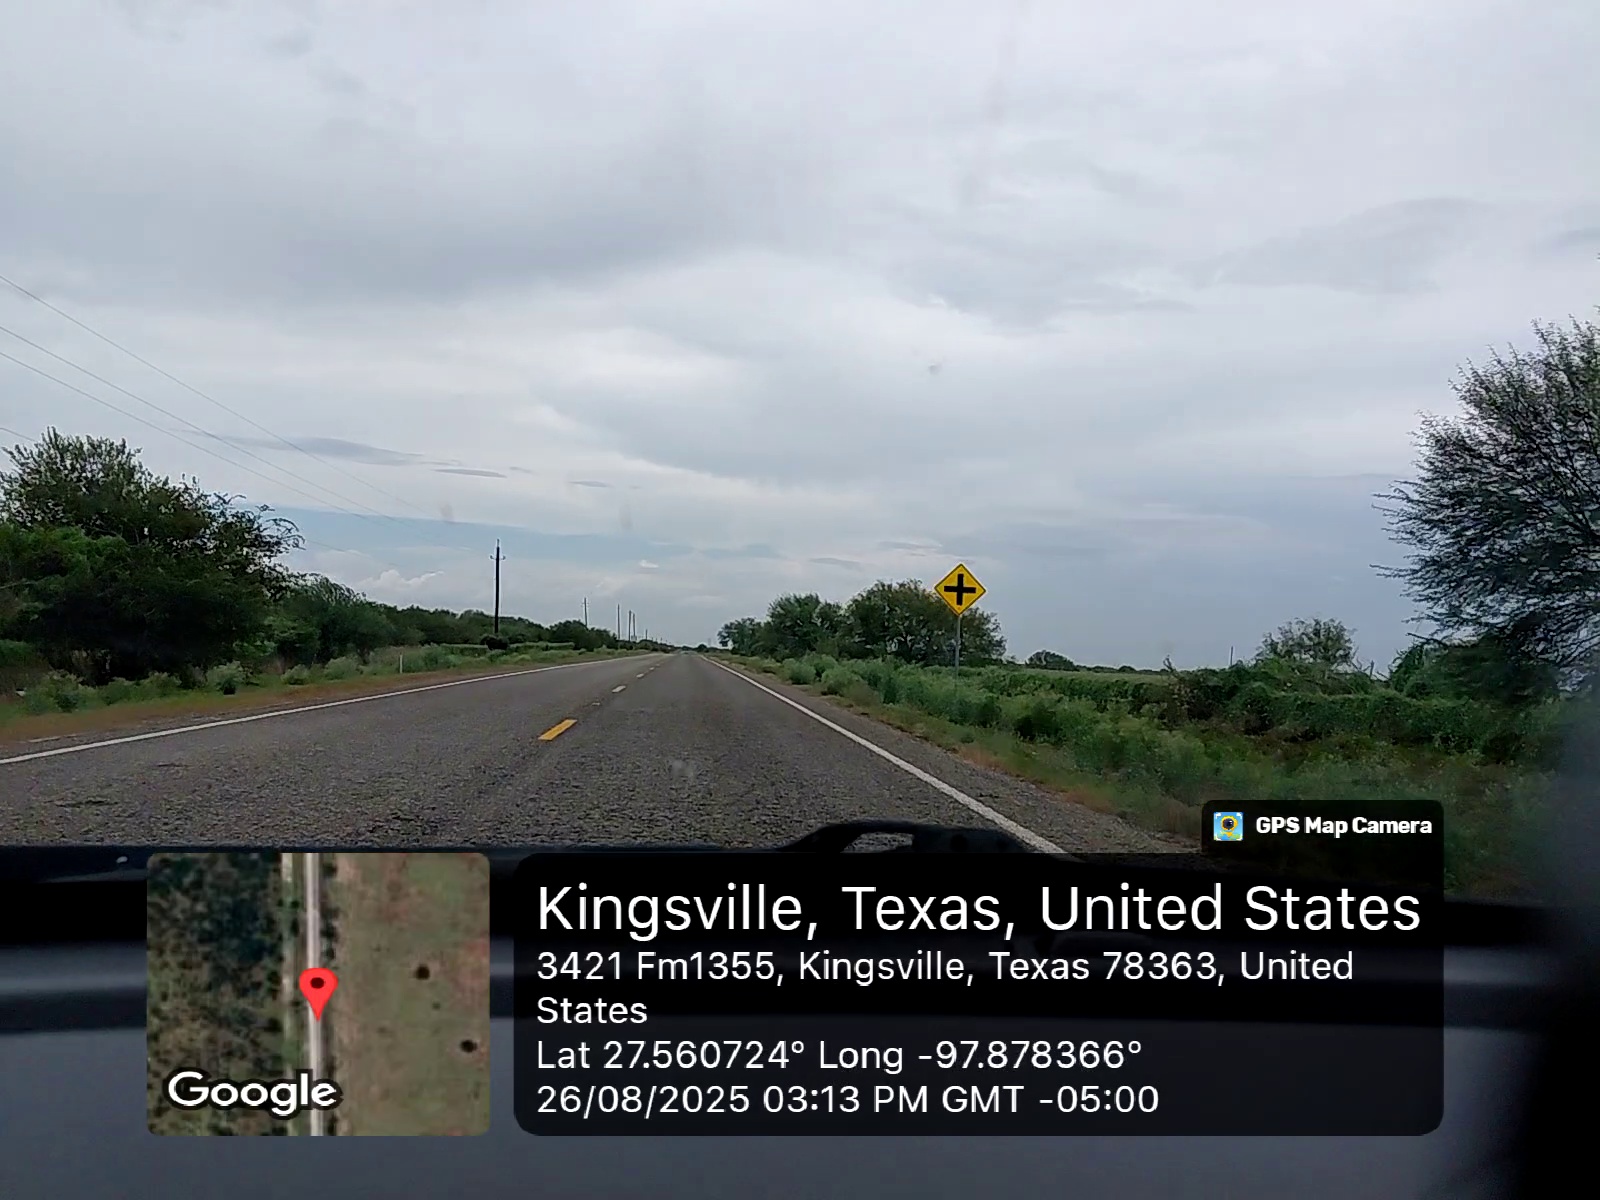 GPS Map Camera
Kingsville, Texas, United States
3421 Fm1355, Kingsville, Texas 78363, United
States
Lat 27.560724° Long -97.878366°
26/08/2025 03:13 PM GMT -05:00
Google